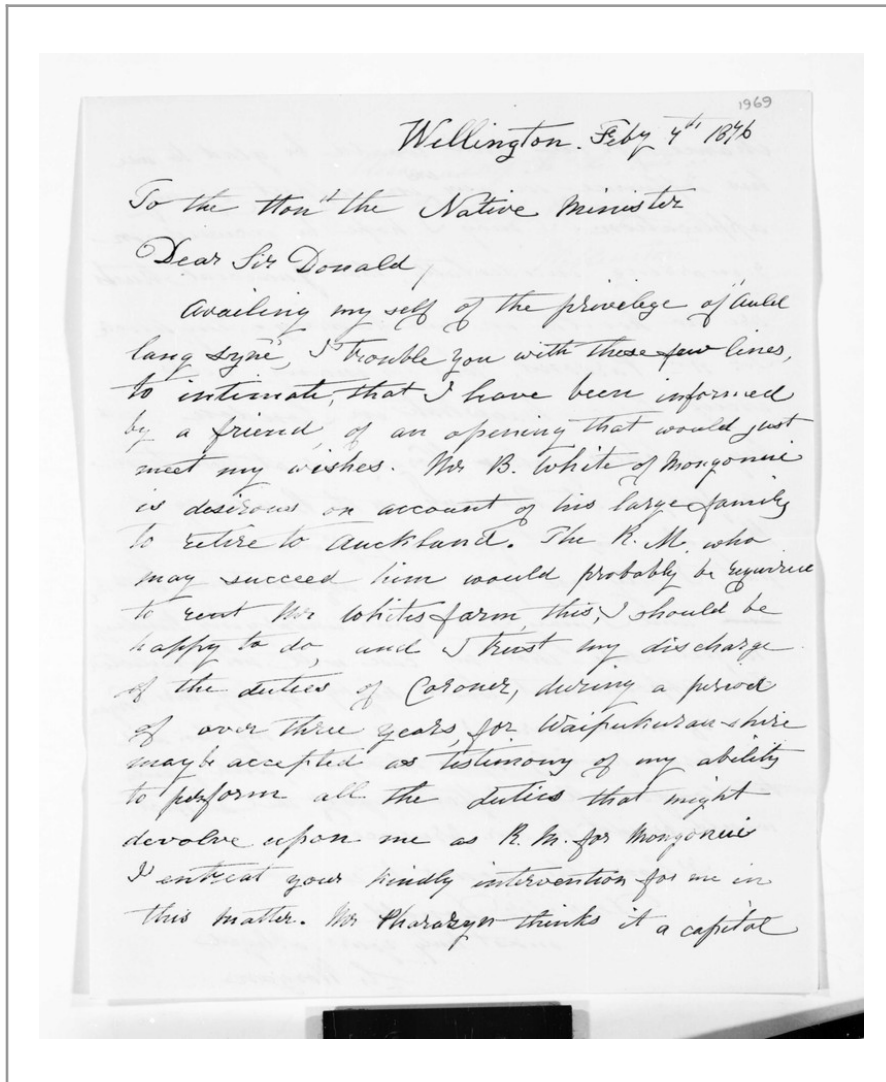 1969
Wellington. Feby 4th 1876
To the Honl the Native Minister
Dear Sir Donald,
Availing my self of the privilege of "Auld
lang syne", I trouble you with these few lines,
to intimate, that I have been informed
by a friend, of an opening that would just
meet my wishes. Mr B. White of Mongonui
is desirous on account of his large family
to retire to Auckland. The R. M. who
may succeed him would probably be required
to rent Mr Whites farm, this, I should be
happy to do, and I trust my discharge
of the duties of Coroner, during a period
of over three years, for Waipukurau-shire
may be accepted as testimony of my ability
to perform all the duties that might
devolve upon me as R. M. for Mongonui
I entreat your kindly intervention for me in
this matter. Mr Pharazyn thinks it a capital